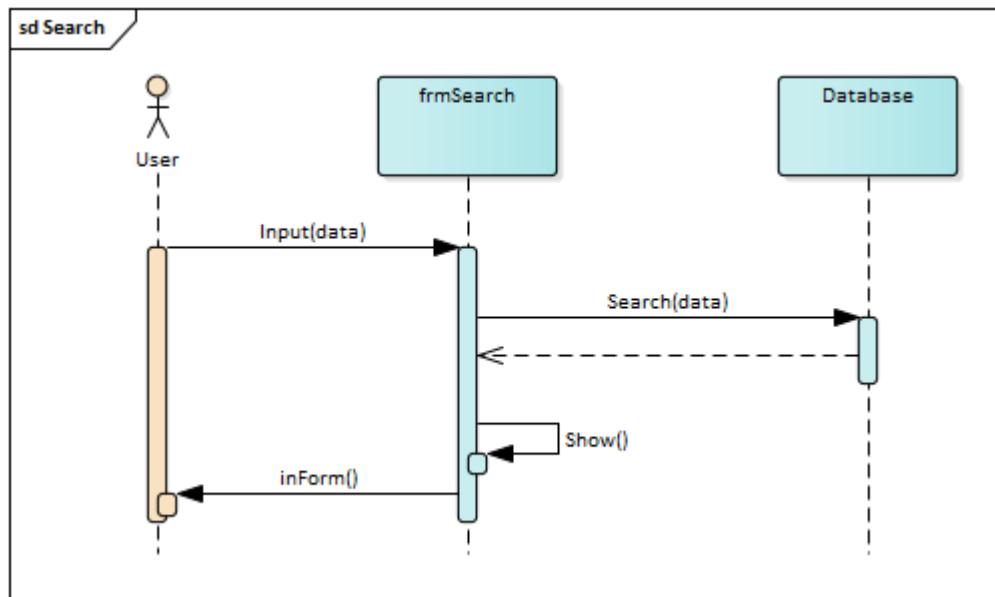 sd Search
User
frmSearch
Database
Input(data)
Search(data)
Show()
inForm()